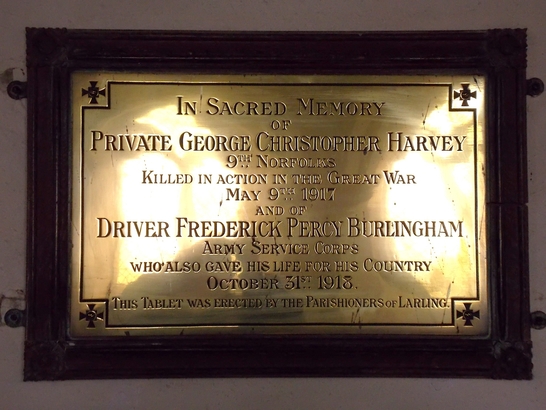 In Sacred Memory
of
Private George Christopher Harvey
9TH Norfolks
Killed in action in the Great War
May 9TH 1917
and of
Driver Frederick Percy Burlingham
Army Service Corps
who also gave his life for his Country
October 31ST 1918.
This Tablet was erected by the Parishioners of Larling.